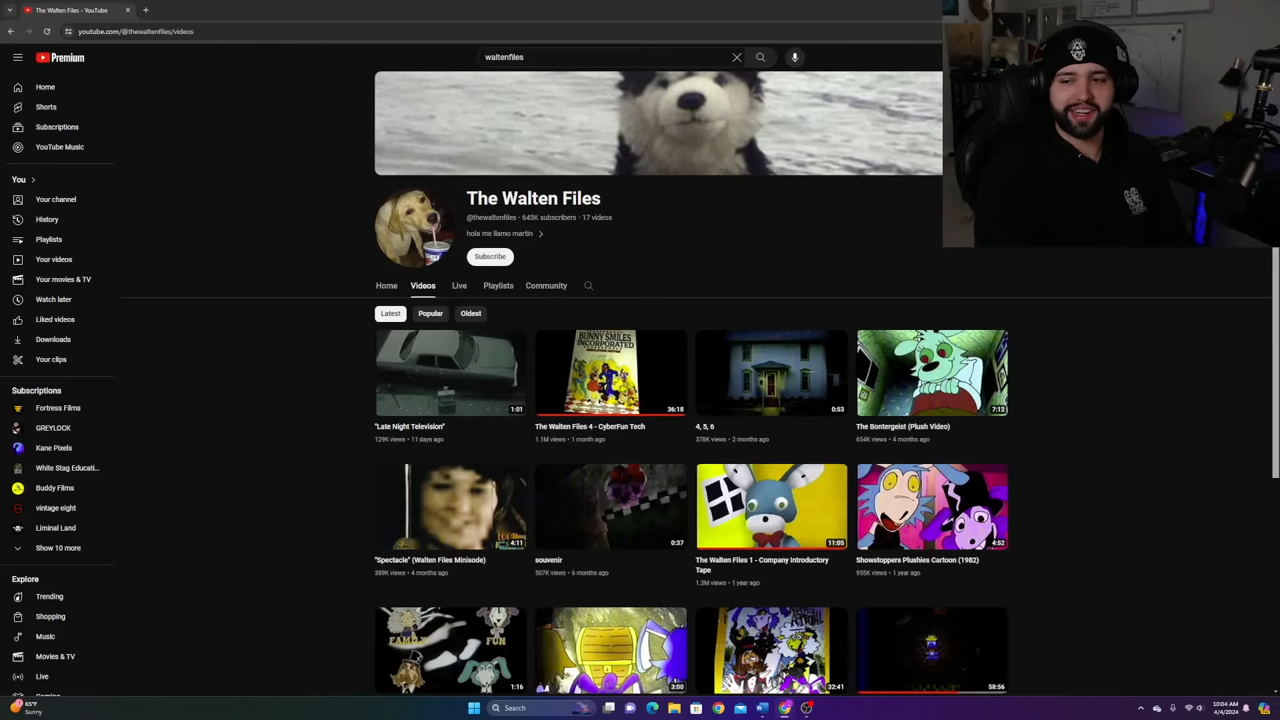 The Walten Files - YouTube
youtube.com/@thewaltenfiles/videos
Premium
waltenfiles
Home
Shorts
Subscriptions
YouTube Music
You
Your channel
History
Playlists
Your videos
Your movies & TV
Watch later
Liked videos
Downloads
Your clips
Subscriptions
Fortress Films
GREYLOCK
Kane Pixels
White Stag Educati...
Buddy Films
vintage eight
Liminal Land
Show 10 more
Explore
Trending
Shopping
Music
Movies & TV
Live
The Walten Files
@thewaltenfiles · 643K subscribers · 17 videos
hola me llamo martin
Subscribe
Home Videos Live Playlists Community
Latest Popular Oldest
BUNNY SMILES
INCORPORATED
1:01 36:18 0:53 7:12
"Late Night Television" The Walten Files 4 - CyberFun Tech 4, 5, 6 The Bontergeist (Plush Video)
129K views · 11 days ago 1.1M views · 1 month ago 378K views · 2 months ago 654K views · 4 months ago
4:11 0:37 11:05 4:52
"Spectacle" (Walten Files Minisode) souvenir The Walten Files 1 - Company Introductory Showstoppers Plushies Cartoon (1982)
Tape
389K views · 4 months ago 507K views · 6 months ago 955K views · 1 year ago
1.3M views · 1 year ago
FAMILY FUN
1:16 3:00 32:41 58:56
65°F
Sunny
Search
10:04 AM
4/4/2024